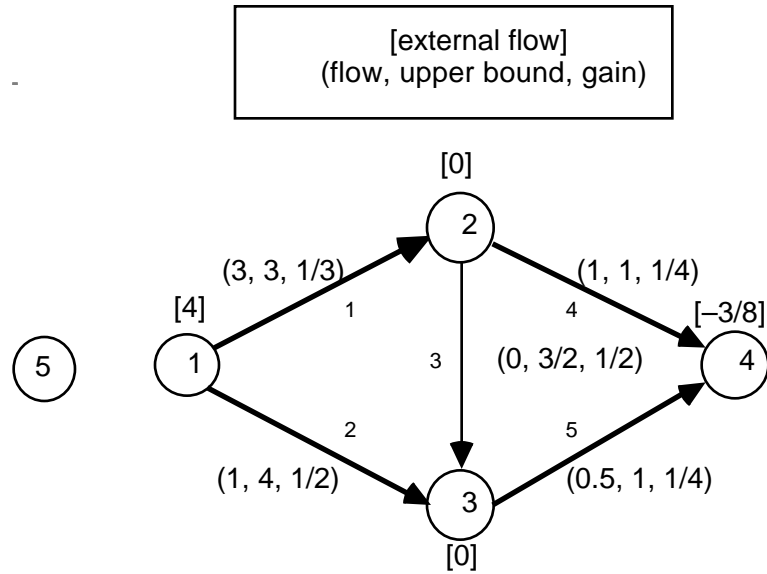 [external flow]
(flow, upper bound, gain)
-
[0]
2
(3, 3, 1/3)
(1, 1, 1/4)
[4]
1
4
[–3/8]
5
1
3
(0, 3/2, 1/2)
4
2
5
(1, 4, 1/2)
3
(0.5, 1, 1/4)
[0]